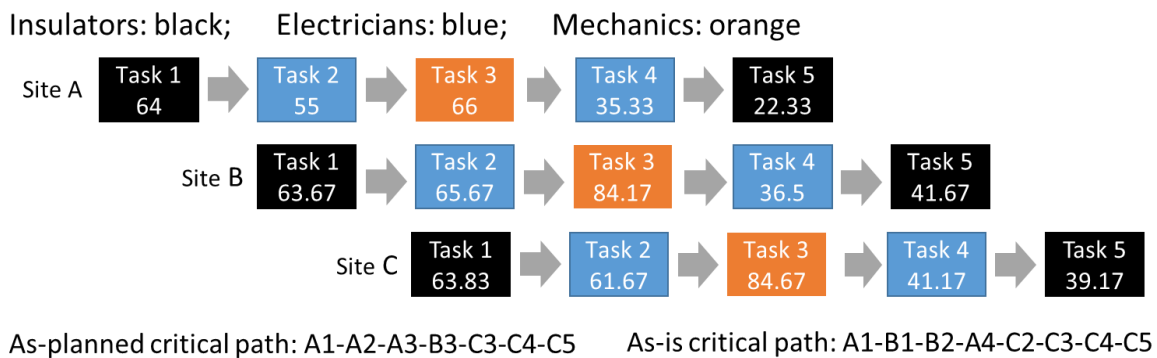 Insulators: black; Electricians: blue; Mechanics: orange
Site A
Task 1
64
Task 2
55
Task 3
66
Task 4
35.33
Task 5
22.33
Site B
Task 1
63.67
Task 2
65.67
Task 3
84.17
Task 4
36.5
Task 5
41.67
Site C
Task 1
63.83
Task 2
61.67
Task 3
84.67
Task 4
41.17
Task 5
39.17
As-planned critical path: A1-A2-A3-B3-C3-C4-C5
As-is critical path: A1-B1-B2-A4-C2-C3-C4-C5